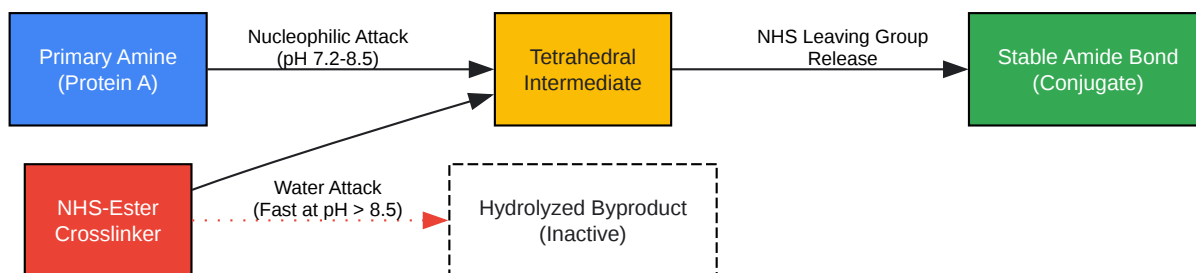 Primary Amine
(Protein A)
Nucleophilic Attack
(pH 7.2-8.5)
Tetrahedral
Intermediate
NHS Leaving Group
Release
Stable Amide Bond
(Conjugate)
NHS-Ester
Crosslinker
Water Attack
(Fast at pH > 8.5)
Hydrolyzed Byproduct
(Inactive)